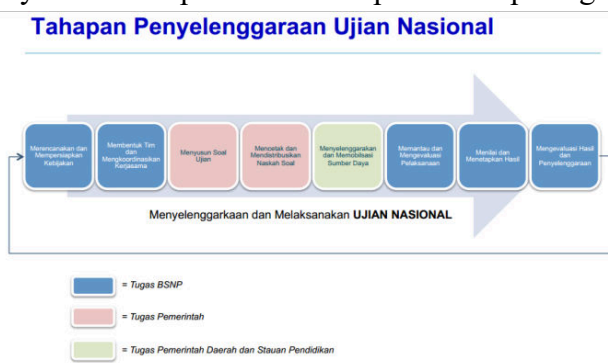 Tahapan Penyelenggaraan Ujian Nasional
Merencanakan dan
Mempersiapkan
Kebijakan
Membentuk Tim
dan
Mengkoordinasikan
Kerjasama
Menyusun Soal
Ujian
Mencetak dan
Mendistribusikan
Naskah Soal
Menyelenggarakan
dan Memobilsasi
Sumber Daya
Memantau dan
Mengevaluasi
Pelaksanaan
Menilai dan
Menetapkan Hasil
Mengevaluasi Hasil
dan
Penyelenggaraan
Menyelenggarkaan dan Melaksanakan UJIAN NASIONAL
= Tugas BSNP
= Tugas Pemerintah
= Tugas Pemerintah Daerah dan Stauan Pendidikan